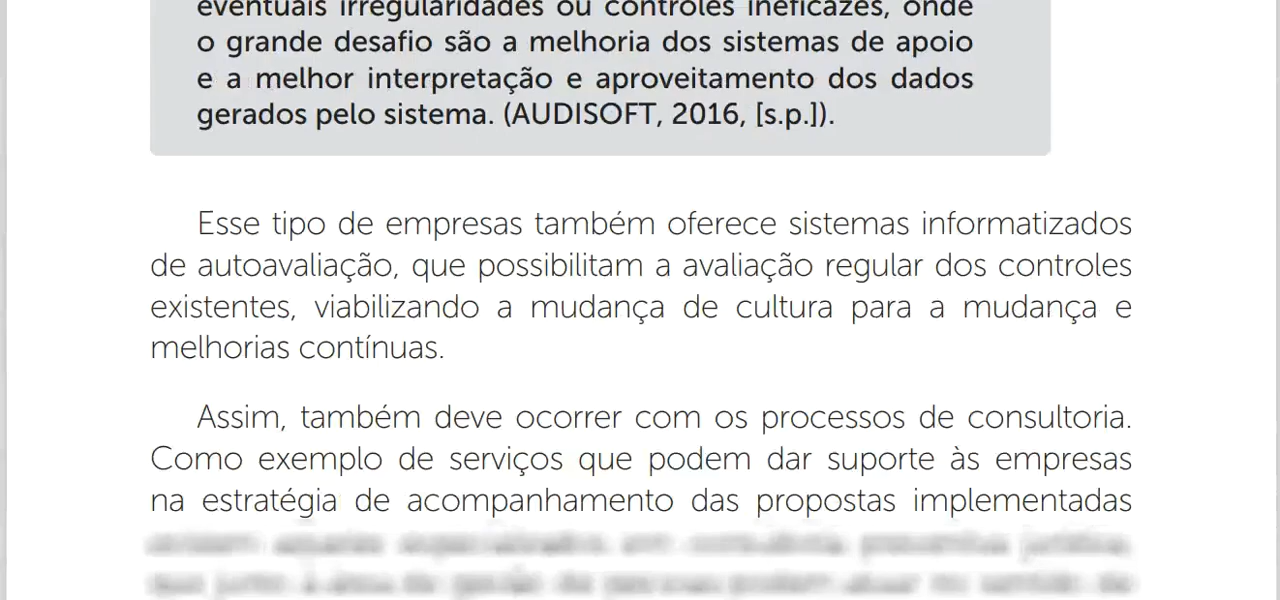 eventuais irregularidades ou controles ineficazes, onde
o grande desafio são a melhoria dos sistemas de apoio
e a melhor interpretação e aproveitamento dos dados
gerados pelo sistema. (AUDISOFT, 2016, [s.p.]).
Esse tipo de empresas também oferece sistemas informatizados
de autoavaliação, que possibilitam a avaliação regular dos controles
existentes, viabilizando a mudança de cultura para a mudança e
melhorias contínuas.
Assim, também deve ocorrer com os processos de consultoria.
Como exemplo de serviços que podem dar suporte às empresas
na estratégia de acompanhamento das propostas implementadas